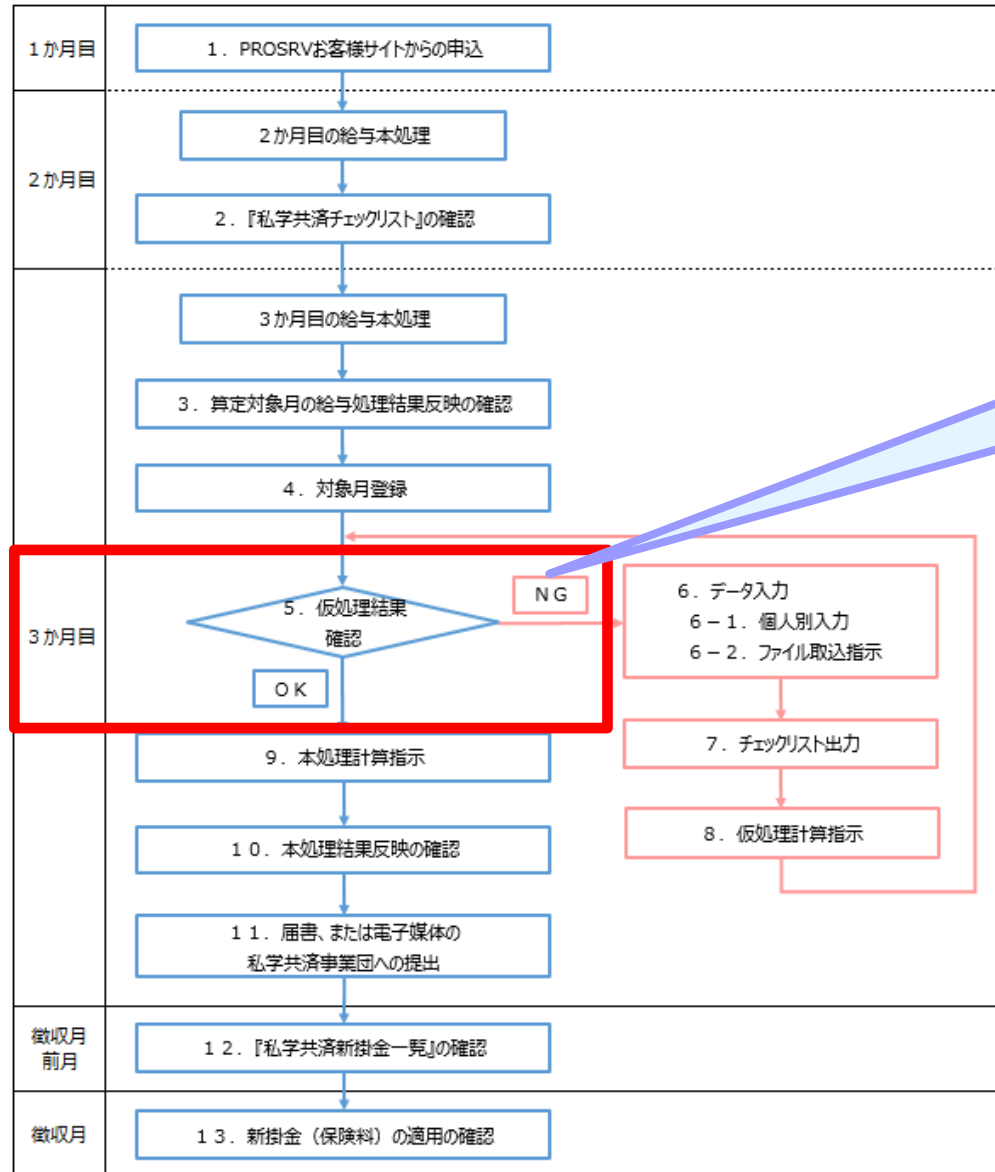 1か月目
1．PROSRVお客様サイトからの申込
2か月目
2か月目の給与本処理
2．『私学共済チェックリスト』の確認
3か月目
3か月目の給与本処理
3．算定対象月の給与処理結果反映の確認
4．対象月登録
5．仮処理結果
確認
NG
OK
6．データ入力
6－1．個人別入力
6－2．ファイル取込指示
7．チェックリスト出力
8．仮処理計算指示
9．本処理計算指示
10．本処理結果反映の確認
11．届書、または電子媒体の
私学共済事業団への提出
徴収月
前月
12．『私学共済新掛金一覧』の確認
徴収月
13．新掛金（保険料）の適用の確認